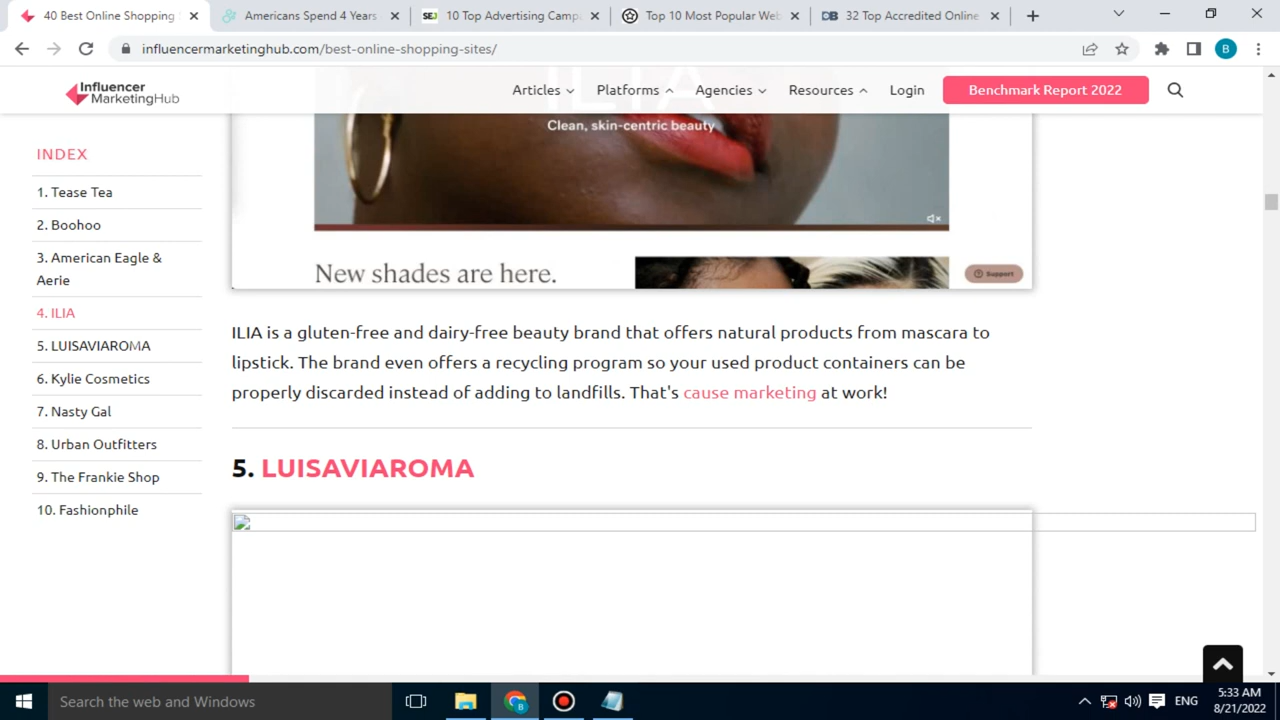 40 Best Online Shopping
Americans Spend 4 Years
SEJ
10 Top Advertising Camp
Top 10 Most Popular Web
DB
32 Top Accredited Online
influencermarketinghub.com/best-online-shopping-sites/
B
Influencer
MarketingHub
Articles
Platforms
Agencies
Resources
Login
Benchmark Report 2022
ILIA
Clean, skin-centric beauty
INDEX
1. Tease Tea
2. Boohoo
3. American Eagle &
Aerie
4. ILIA
5. LUISAVIAROMA
6. Kylie Cosmetics
7. Nasty Gal
8. Urban Outfitters
9. The Frankie Shop
10. Fashionphile
New shades are here.
Support
ILIA is a gluten-free and dairy-free beauty brand that offers natural products from mascara to
lipstick. The brand even offers a recycling program so your used product containers can be
properly discarded instead of adding to landfills. That's cause marketing at work!
5. LUISAVIAROMA
Search the web and Windows
B
ENG
5:33 AM
8/21/2022